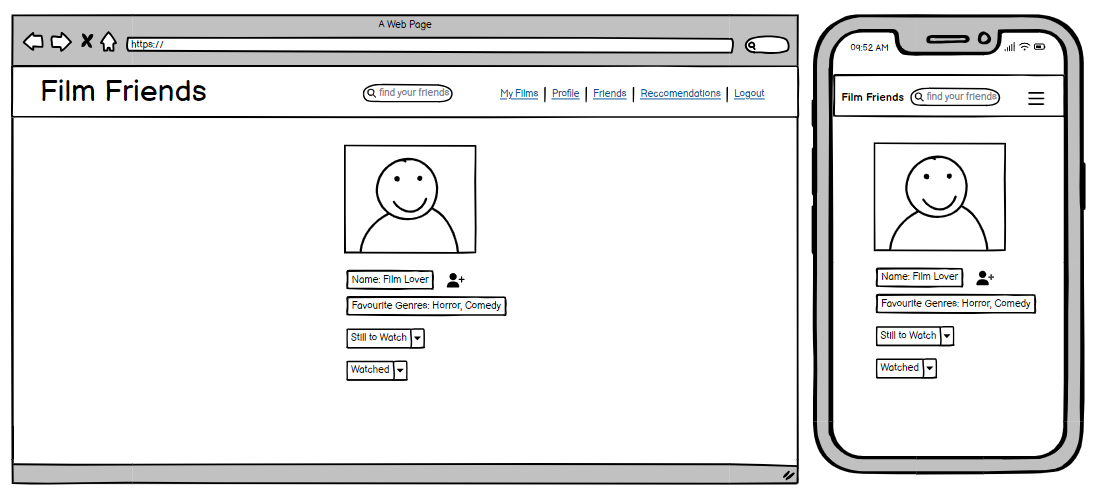 A Web Page
https://
Film Friends
find your friends
My Films | Profile | Friends | Reccomendations | Logout
Name: Film Lover
Favourite Genres: Horror, Comedy
Still to Watch
Watched
09:52 AM
Film Friends
find your friends
Name: Film Lover
Favourite Genres: Horror, Comedy
Still to Watch
Watched